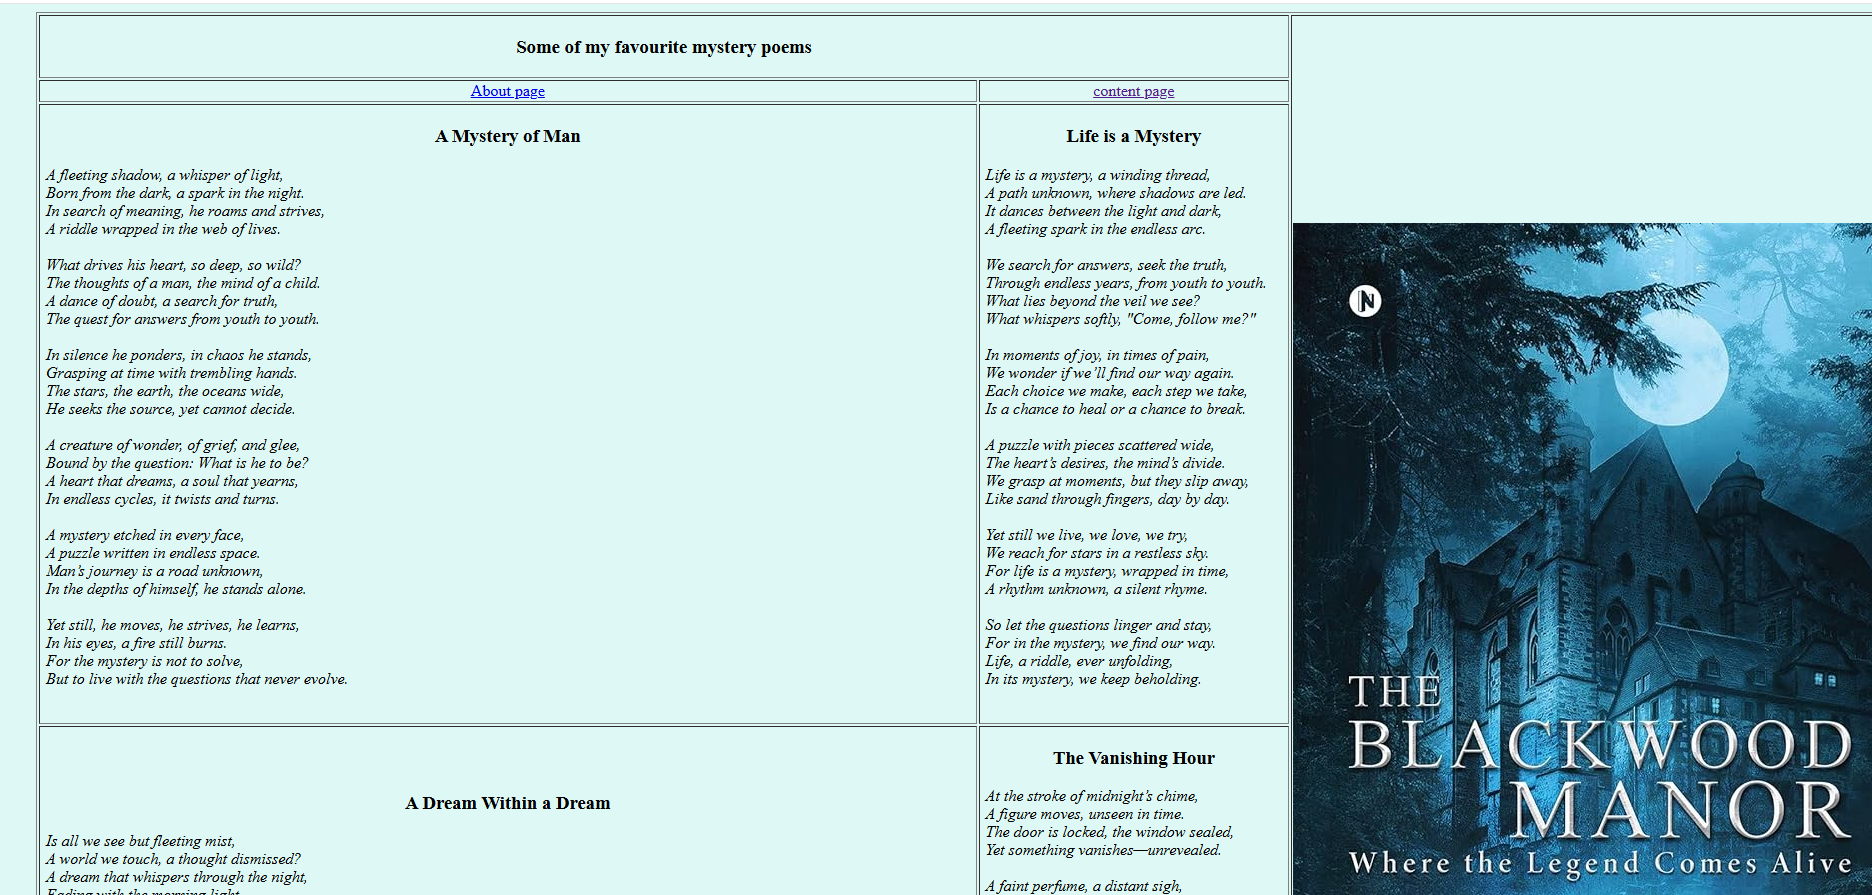 Some of my favourite mystery poems
About page
content page
A Mystery of Man
A fleeting shadow, a whisper of light,
Born from the dark, a spark in the night.
In search of meaning, he roams and strives,
A riddle wrapped in the web of lives.
What drives his heart, so deep, so wild?
The thoughts of a man, the mind of a child.
A dance of doubt, a search for truth,
The quest for answers from youth to youth.
In silence he ponders, in chaos he stands,
Grasping at time with trembling hands.
The stars, the earth, the oceans wide,
He seeks the source, yet cannot decide.
A creature of wonder, of grief, and glee,
Bound by the question: What is he to be?
A heart that dreams, a soul that yearns,
In endless cycles, it twists and turns.
A mystery etched in every face,
A puzzle written in endless space.
Man's journey is a road unknown,
In the depths of himself, he stands alone.
Yet still, he moves, he strives, he learns,
In his eyes, a fire still burns.
For the mystery is not to solve,
But to live with the questions that never evolve.
Life is a Mystery
Life is a mystery, a winding thread,
A path unknown, where shadows are led.
It dances between the light and dark,
A fleeting spark in the endless arc.
We search for answers, seek the truth,
Through endless years, from youth to youth.
What lies beyond the veil we see?
What whispers softly, "Come, follow me?"
In moments of joy, in times of pain,
We wonder if we'll find our way again.
Each choice we make, each step we take,
Is a chance to heal or a chance to break.
A puzzle with pieces scattered wide,
The heart's desires, the mind's divide.
We grasp at moments, but they slip away,
Like sand through fingers, day by day.
Yet still we live, we love, we try,
We reach for stars in a restless sky.
For life is a mystery, wrapped in time,
A rhythm unknown, a silent rhyme.
So let the questions linger and stay,
For in the mystery, we find our way.
Life, a riddle, ever unfolding,
In its mystery, we keep beholding.
A Dream Within a Dream
Is all we see but fleeting mist,
A world we touch, a thought dismissed?
A dream that whispers through the night,
Fading with the morning light
The Vanishing Hour
At the stroke of midnight's chime,
A figure moves, unseen in time.
The door is locked, the window sealed,
Yet something vanishes—unrevealed.
A faint perfume, a distant sigh,
N
THE
BLACKWOOD
MANOR
Where the Legend Comes Alive